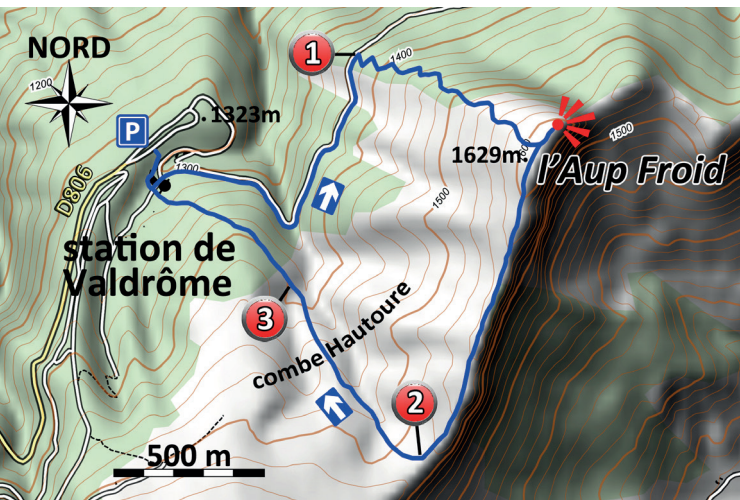 NORD
1
1400
1200
P
1323m
1500
1629m
l'Aup Froid
1300
D806
1500
station de
Valdrôme
3
combe Hautoure
2
500 m